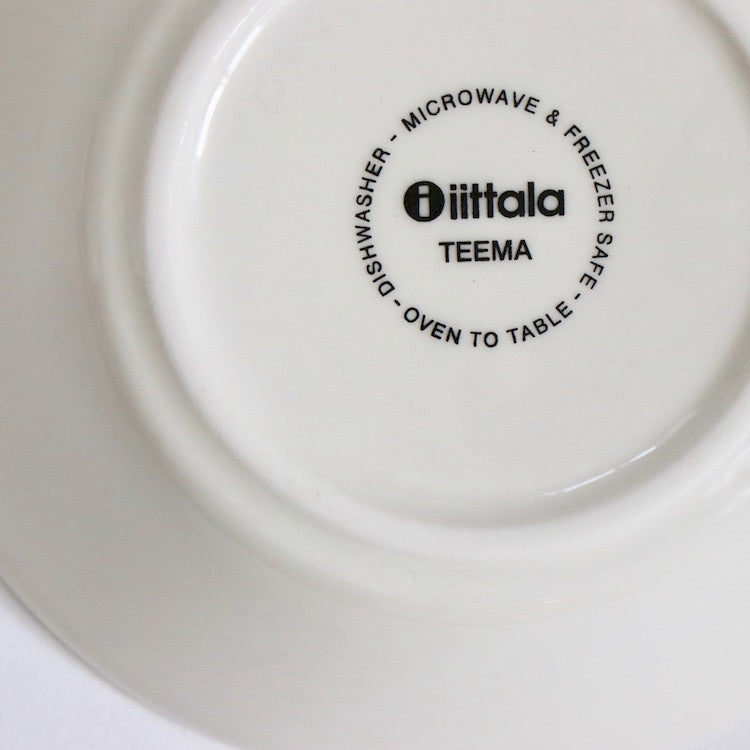 DISHWASHER - MICROWAVE & FREEZER SAFE - OVEN TO TABLE -
i iittala
TEEMA